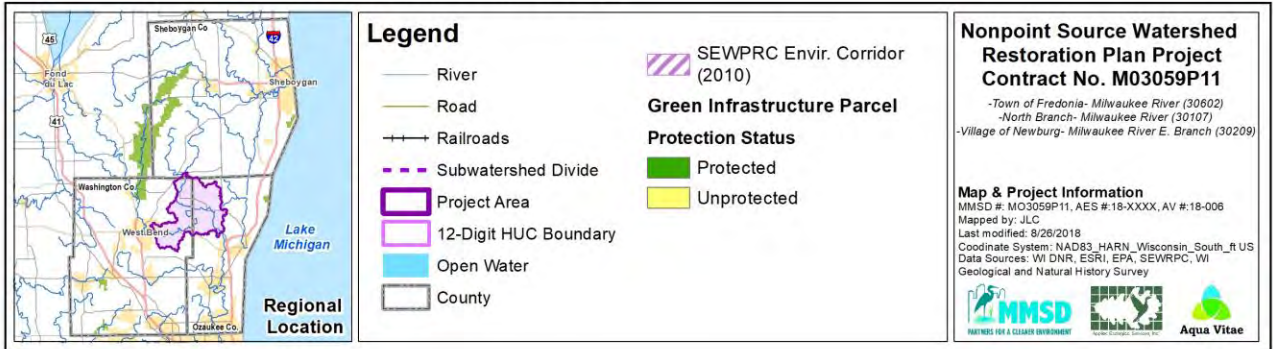 Sheboygan Co
45
42
Fond
du Lac
Sheboygan
41
Washington Co.
West Bend
Lake
Michigan
Ozaukee Co.
Regional
Location
Legend
River
Road
Railroads
Subwatershed Divide
Project Area
12-Digit HUC Boundary
Open Water
County
SEWPRC Envir. Corridor
(2010)
Green Infrastructure Parcel
Protection Status
Protected
Unprotected
Nonpoint Source Watershed
Restoration Plan Project
Contract No. M03059P11
-Town of Fredonia- Milwaukee River (30602)
-North Branch- Milwaukee River (30107)
-Village of Newburg- Milwaukee River E. Branch (30209)
Map & Project Information
MMSD #: MO3059P11, AES #:18-XXXX, AV #:18-006
Mapped by: JLC
Last modified: 8/26/2018
Coodinate System: NAD83_HARN_Wisconsin_South_ft US
Data Sources: WI DNR, ESRI, EPA, SEWRPC, WI
Geological and Natural History Survey
MMSD
PARTNERS FOR A CLEANER ENVIRONMENT
Applied Ecological Services, Inc.
Aqua Vitae